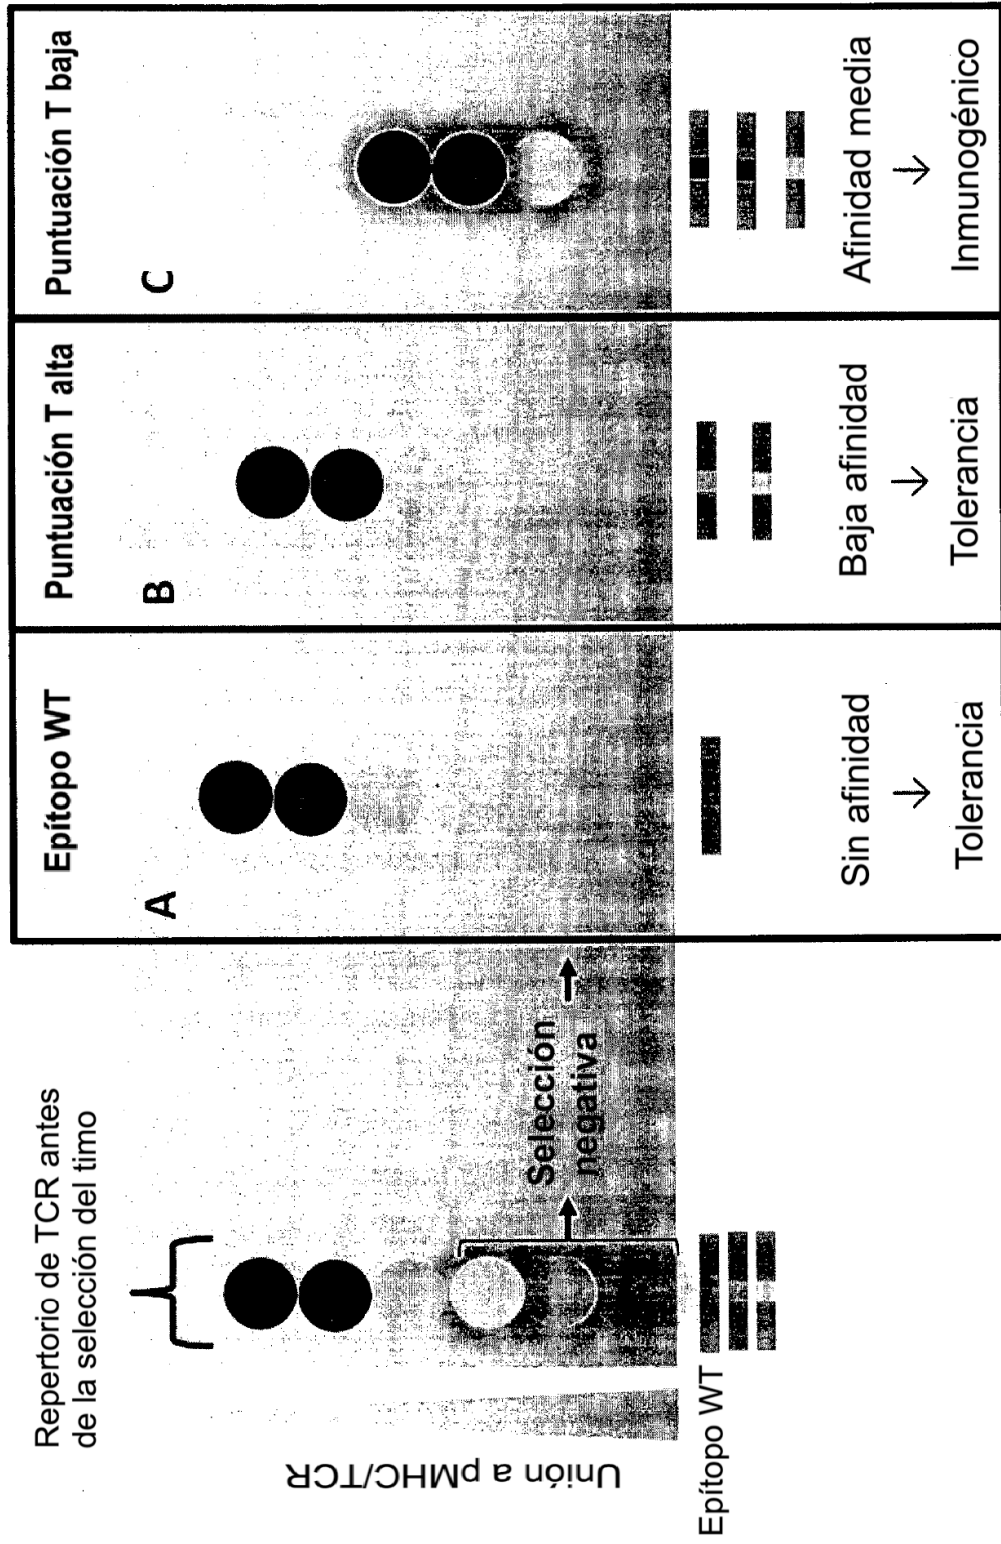 Repertorio de TCR antes
de la selección del timo
Unión a pMHC/TCR
Epítopo WT
Selección
negativa
Epítopo WT
A
Sin afinidad
↓
Tolerancia
Puntuación T alta
B
Baja afinidad
↓
Tolerancia
Puntuación T baja
C
Afinidad media
↓
Inmunogénico